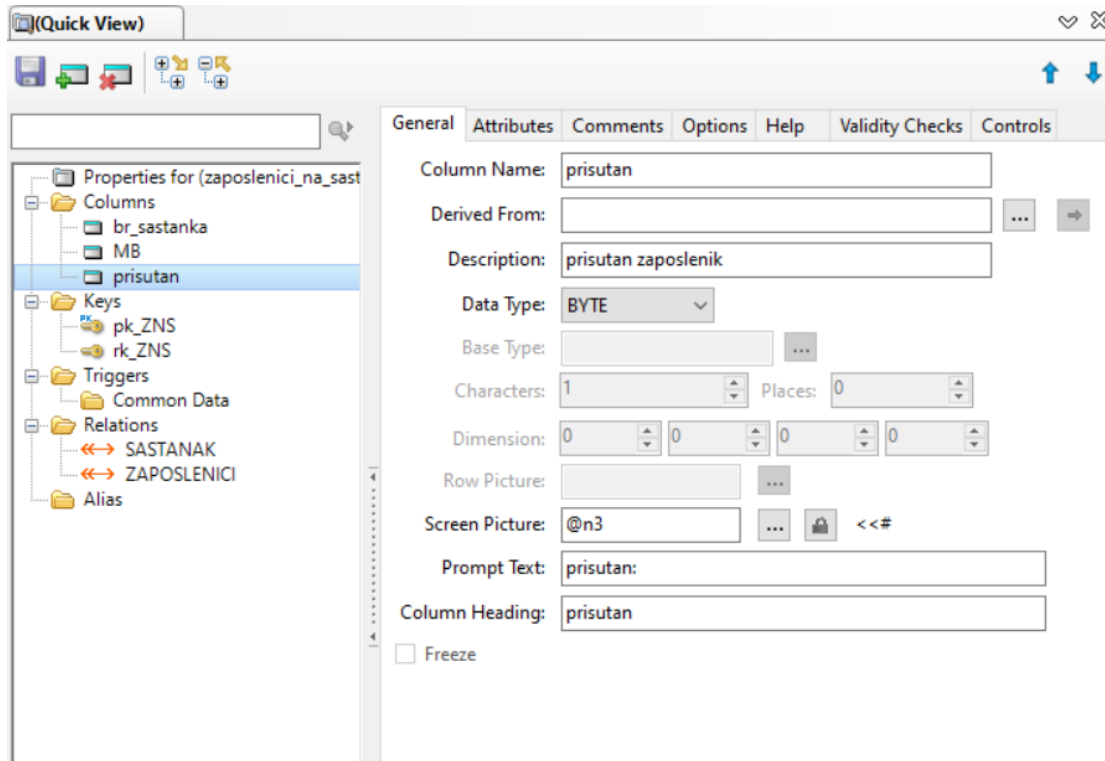 (Quick View)
General Attributes Comments Options Help Validity Checks Controls
Properties for (zaposlenici_na_sast
Columns
br_sastanka
MB
prisutan
Keys
PK pk_ZNS
rk_ZNS
Triggers
Common Data
Relations
SASTANAK
ZAPOSLENICI
Alias
Column Name: prisutan
Derived From: ...
Description: prisutan zaposlenik
Data Type: BYTE
Base Type: ...
Characters: 1 Places: 0
Dimension: 0 0 0 0
Row Picture: ...
Screen Picture: @n3 ... <<#
Prompt Text: prisutan:
Column Heading: prisutan
Freeze